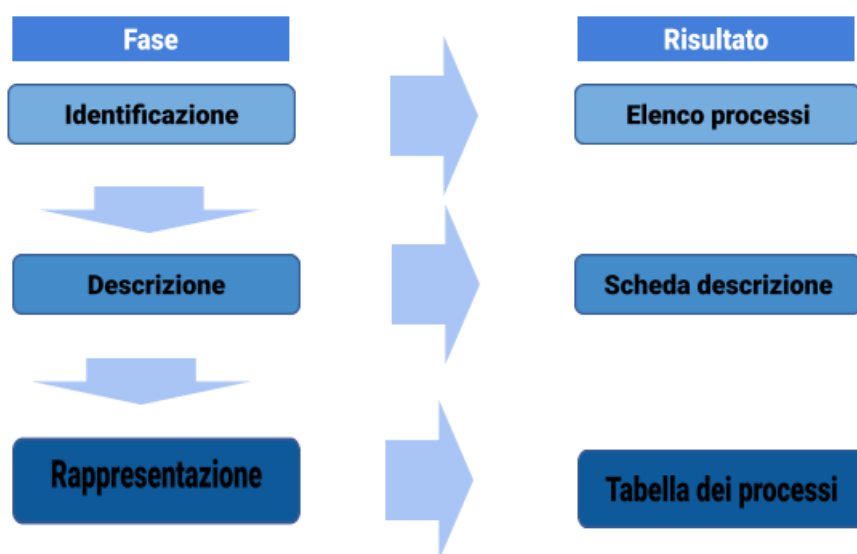 Fase
Risultato
Identificazione
Elenco processi
Descrizione
Scheda descrizione
Rappresentazione
Tabella dei processi